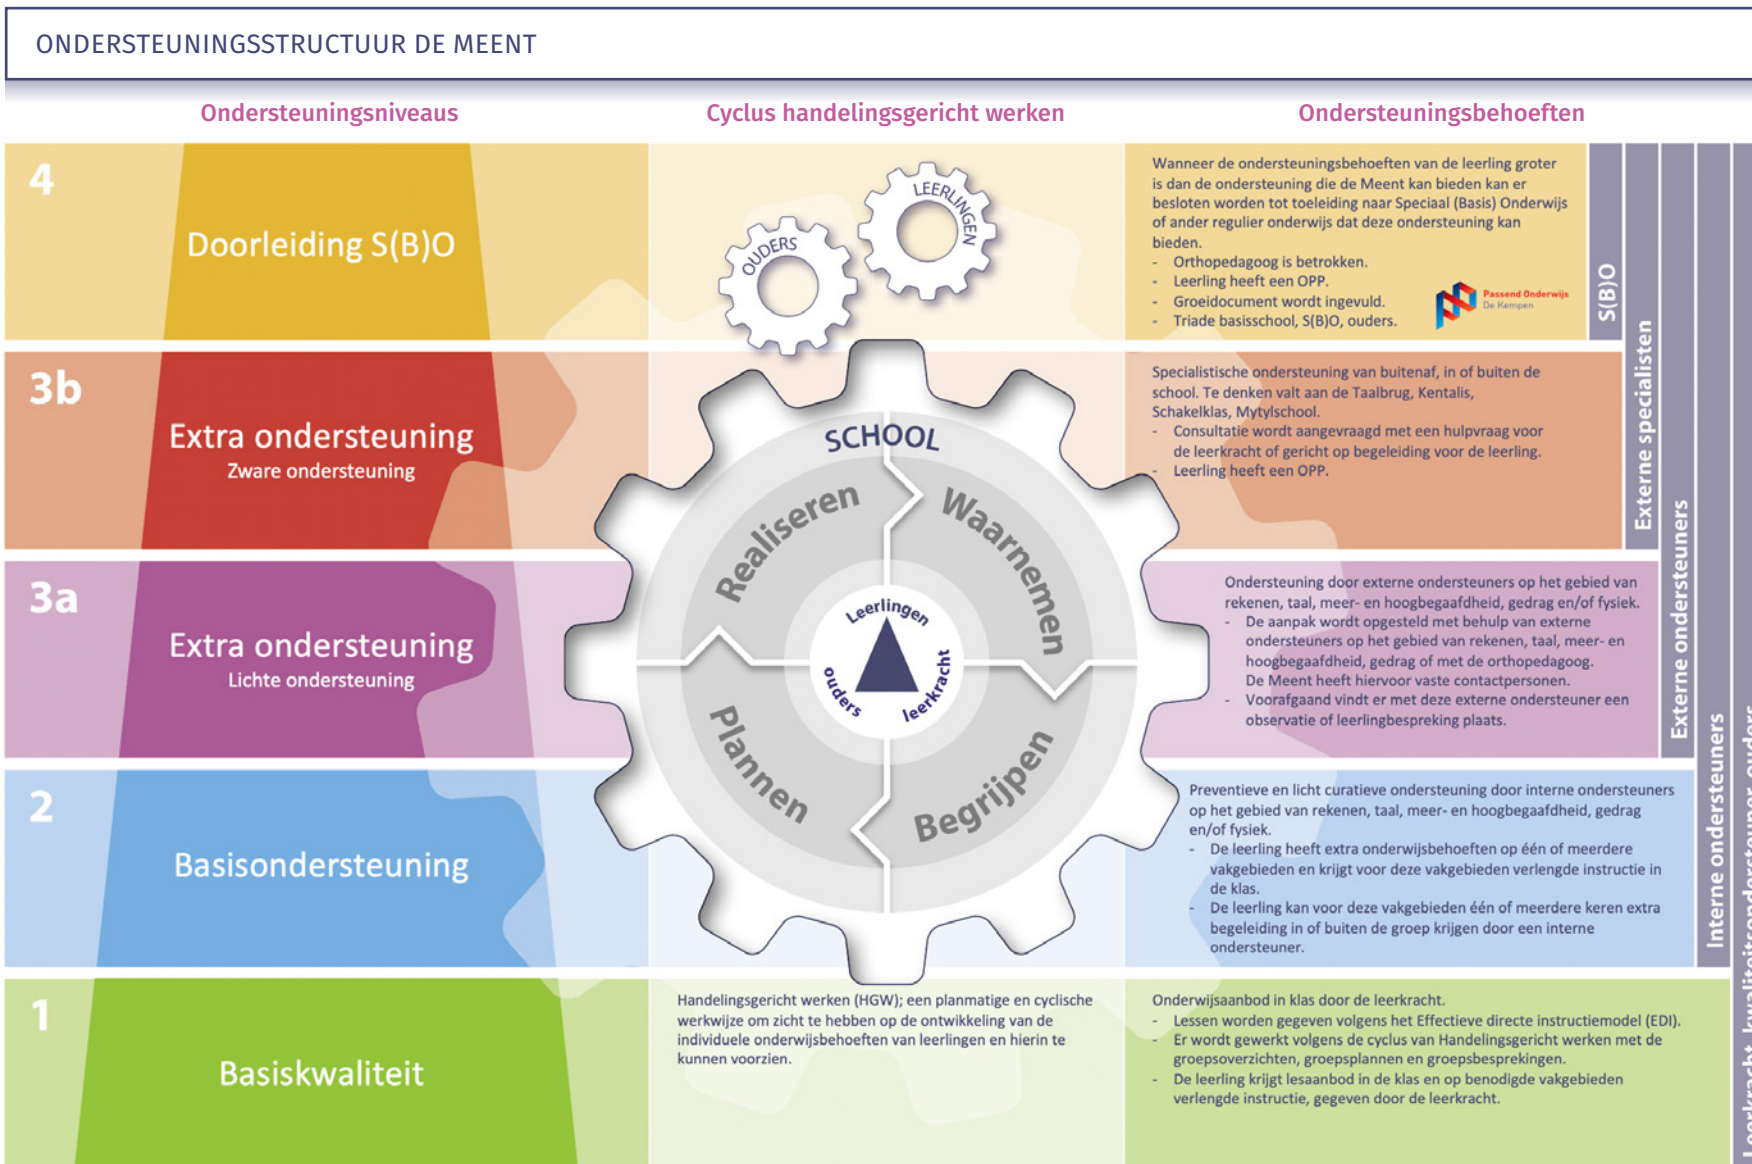 ONDERSTEUNINGSSTRUCTUUR DE MEENT
Ondersteuningsniveaus
Cyclus handelingsgericht werken
Ondersteuningsbehoeften
4
Doorleiding S(B)O
OUDERS
LEERLINGEN
Wanneer de ondersteuningsbehoeften van de leerling groter
is dan de ondersteuning die de Meent kan bieden kan er
besloten worden tot toeleiding naar Speciaal (Basis) Onderwijs
of ander regulier onderwijs dat deze ondersteuning kan
bieden.
- Orthopedagoog is betrokken.
- Leerling heeft een OPP.
- Groeidocument wordt ingevuld.
- Triade basisschool, S(B)O, ouders.
Passend Onderwijs
De Kempen
S(B)O
3b
Extra ondersteuning
Zware ondersteuning
Specialistische ondersteuning van buitenaf, in of buiten de
school. Te denken valt aan de Taalbrug, Kentalis,
Schakelklas, Mytylschool.
- Consultatie wordt aangevraagd met een hulpvraag voor
de leerkracht of gericht op begeleiding voor de leerling.
- Leerling heeft een OPP.
Externe specialisten
SCHOOL
Realiseren
Waarnemen
Plannen
Begrijpen
Leerlingen
ouders
leerkracht
3a
Extra ondersteuning
Lichte ondersteuning
Ondersteuning door externe ondersteuners op het gebied van
rekenen, taal, meer- en hoogbegaafdheid, gedrag en/of fysiek.
- De aanpak wordt opgesteld met behulp van externe
ondersteuners op het gebied van rekenen, taal, meer- en
hoogbegaafdheid, gedrag of met de orthopedagoog.
De Meent heeft hiervoor vaste contactpersonen.
- Voorafgaand vindt er met deze externe ondersteuner een
observatie of leerlingbespreking plaats.
Externe ondersteuners
2
Basisondersteuning
Preventieve en licht curatieve ondersteuning door interne ondersteuners
op het gebied van rekenen, taal, meer- en hoogbegaafdheid, gedrag
en/of fysiek.
- De leerling heeft extra onderwijsbehoeften op één of meerdere
vakgebieden en krijgt voor deze vakgebieden verlengde instructie in
de klas.
- De leerling kan voor deze vakgebieden één of meerdere keren extra
begeleiding in of buiten de groep krijgen door een interne
ondersteuner.
Interne ondersteuners
1
Basiskwaliteit
Handelingsgericht werken (HGW); een planmatige en cyclische
werkwijze om zicht te hebben op de ontwikkeling van de
individuele onderwijsbehoeften van leerlingen en hierin te
kunnen voorzien.
Onderwijsaanbod in klas door de leerkracht.
- Lessen worden gegeven volgens het Effectieve directe instructiemodel (EDI).
- Er wordt gewerkt volgens de cyclus van Handelingsgericht werken met de
groepsoverzichten, groepsplannen en groepsbesprekingen.
- De leerling krijgt lesaanbod in de klas en op benodigde vakgebieden
verlengde instructie, gegeven door de leerkracht.
Leerkracht, kwaliteitsondersteuner, ouders